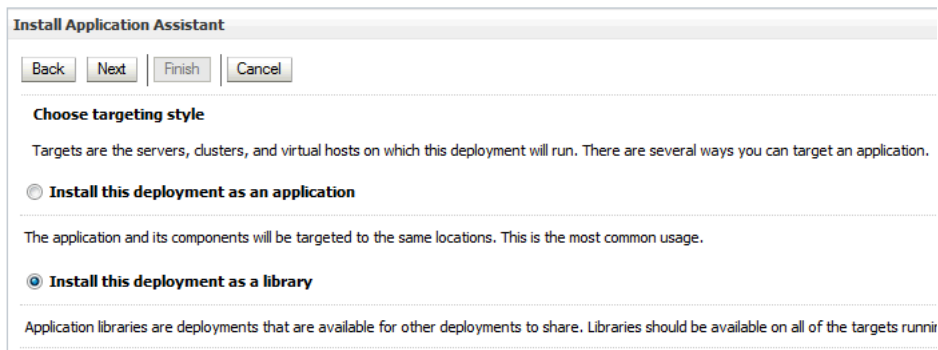 Install Application Assistant
Back Next Finish Cancel
Choose targeting style
Targets are the servers, clusters, and virtual hosts on which this deployment will run. There are several ways you can target an application.
Install this deployment as an application
The application and its components will be targeted to the same locations. This is the most common usage.
Install this deployment as a library
Application libraries are deployments that are available for other deployments to share. Libraries should be available on all of the targets